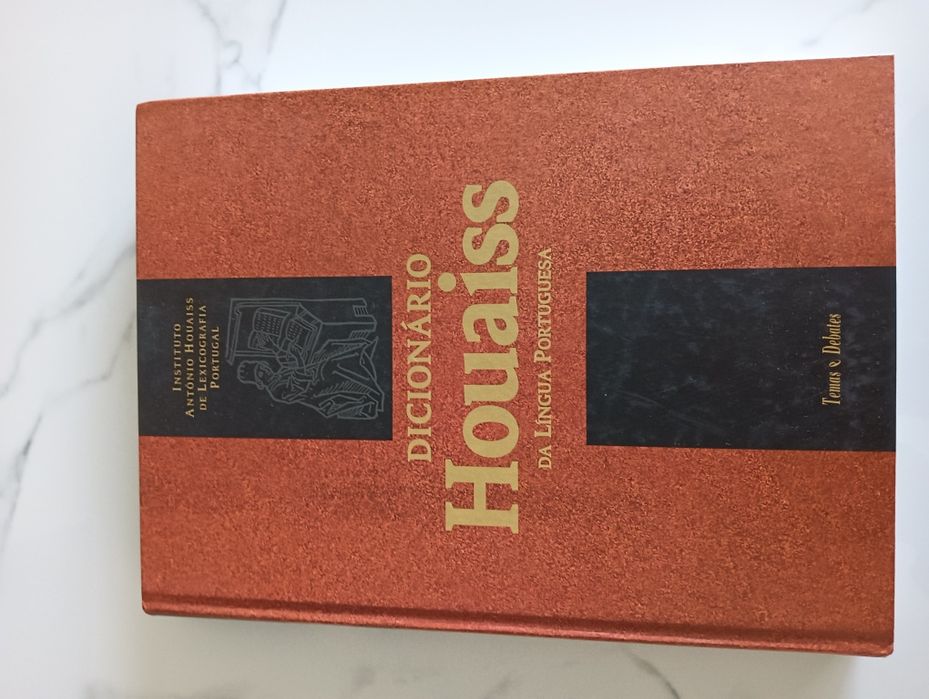 INSTITUTO
ANTÓNIO HOUAISS
DE LEXICOGRAFIA
PORTUGAL
DICIONÁRIO
Houaiss
DA LÍNGUA PORTUGUESA
Temas e Debates